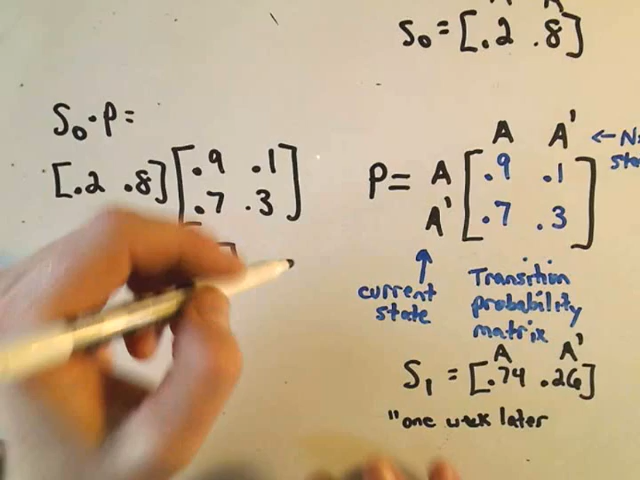 A A'
S₀ = [.2 .8]
S₀·P=
[.2 .8] [.9 .1
.7 .3]
A A'
P= A [.9 .1
A' .7 .3]
current
state
Transition
probability
matrix
A A'
S₁ = [.74 .26]
"one week later